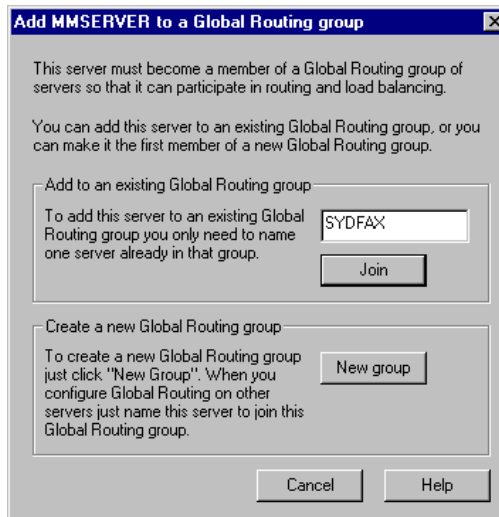 Add MMSERVER to a Global Routing group
This server must become a member of a Global Routing group of
servers so that it can participate in routing and load balancing.
You can add this server to an existing Global Routing group, or you
can make it the first member of a new Global Routing group.
Add to an existing Global Routing group
To add this server to an existing Global
Routing group you only need to name
one server already in that group.
SYDFAX
Join
Create a new Global Routing group
To create a new Global Routing group
just click "New Group". When you
configure Global Routing on other
servers just name this server to join this
Global Routing group.
New group
Cancel
Help